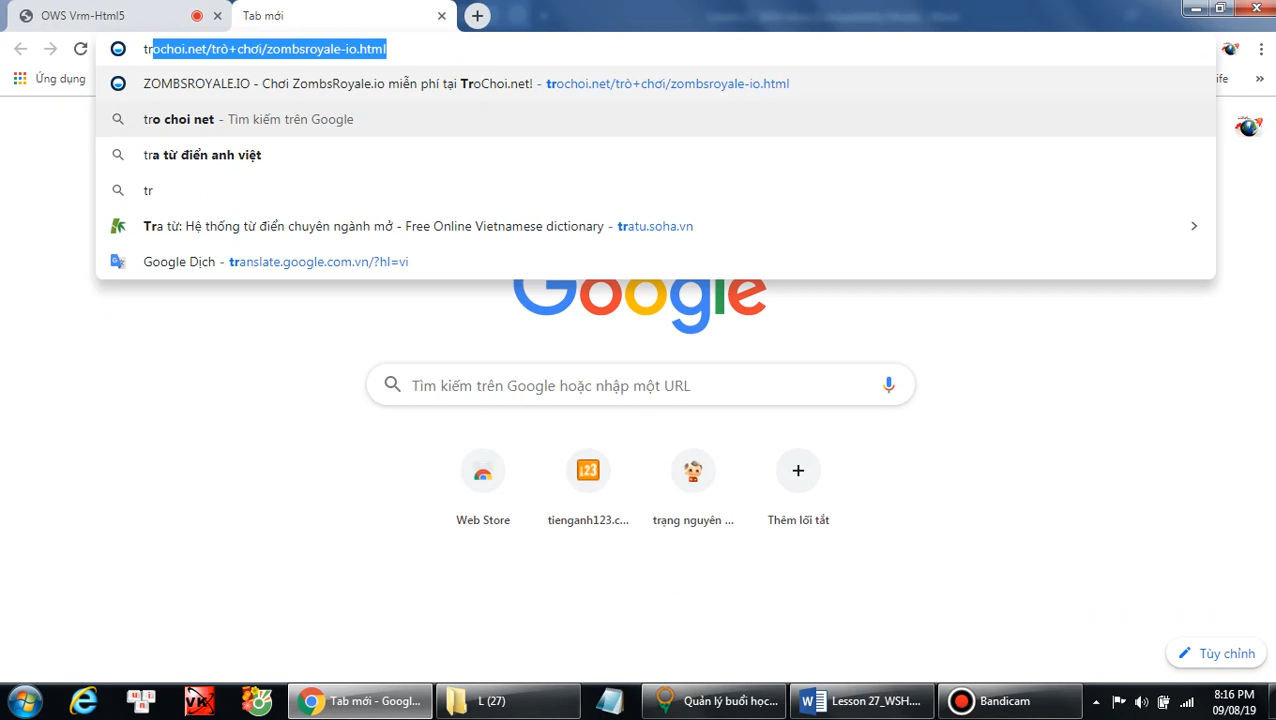 OWS Vrm-Html5
Tab mới
trochoi.net/trò+chơi/zombsroyale-io.html
Ứng dụng
ife
»
ZOMBSROYALE.IO - Chơi ZombsRoyale.io miễn phí tại TroChoi.net! - trochoi.net/trò+chơi/zombsroyale-io.html
tro choi net - Tìm kiếm trên Google
tra từ điển anh việt
tr
Tra từ: Hệ thống từ điển chuyên ngành mở - Free Online Vietnamese dictionary - tratu.soha.vn
Google Dịch - translate.google.com.vn/?hl=vi
Google
Tìm kiếm trên Google hoặc nhập một URL
123
Web Store
tienganh123.c...
trạng nguyên ...
Thêm lối tắt
Tùy chỉnh
Tab mới - Google...
L (27)
Quản lý buổi học...
Lesson 27_WSH....
Bandicam
8:16 PM
09/08/19